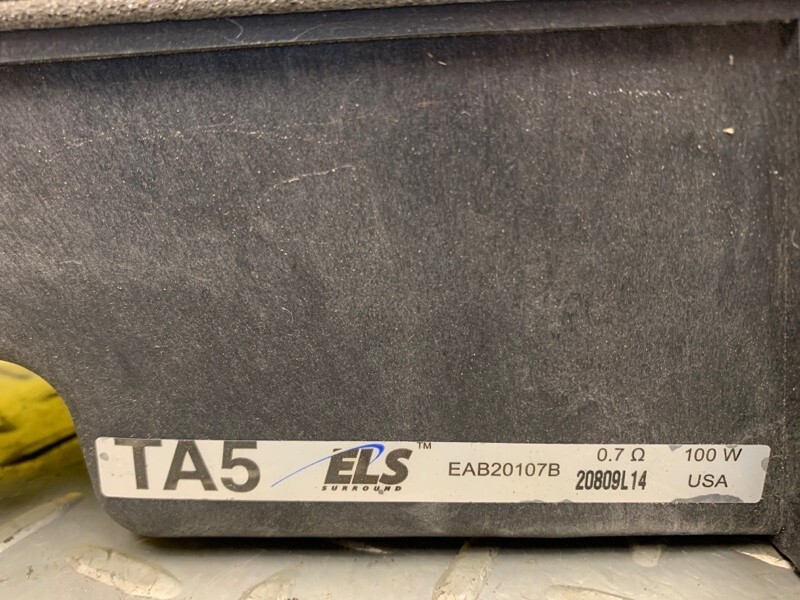 TA5 ELS™ EAB20107B 0.7 Ω 100 W
SURROUND 20809L14 USA